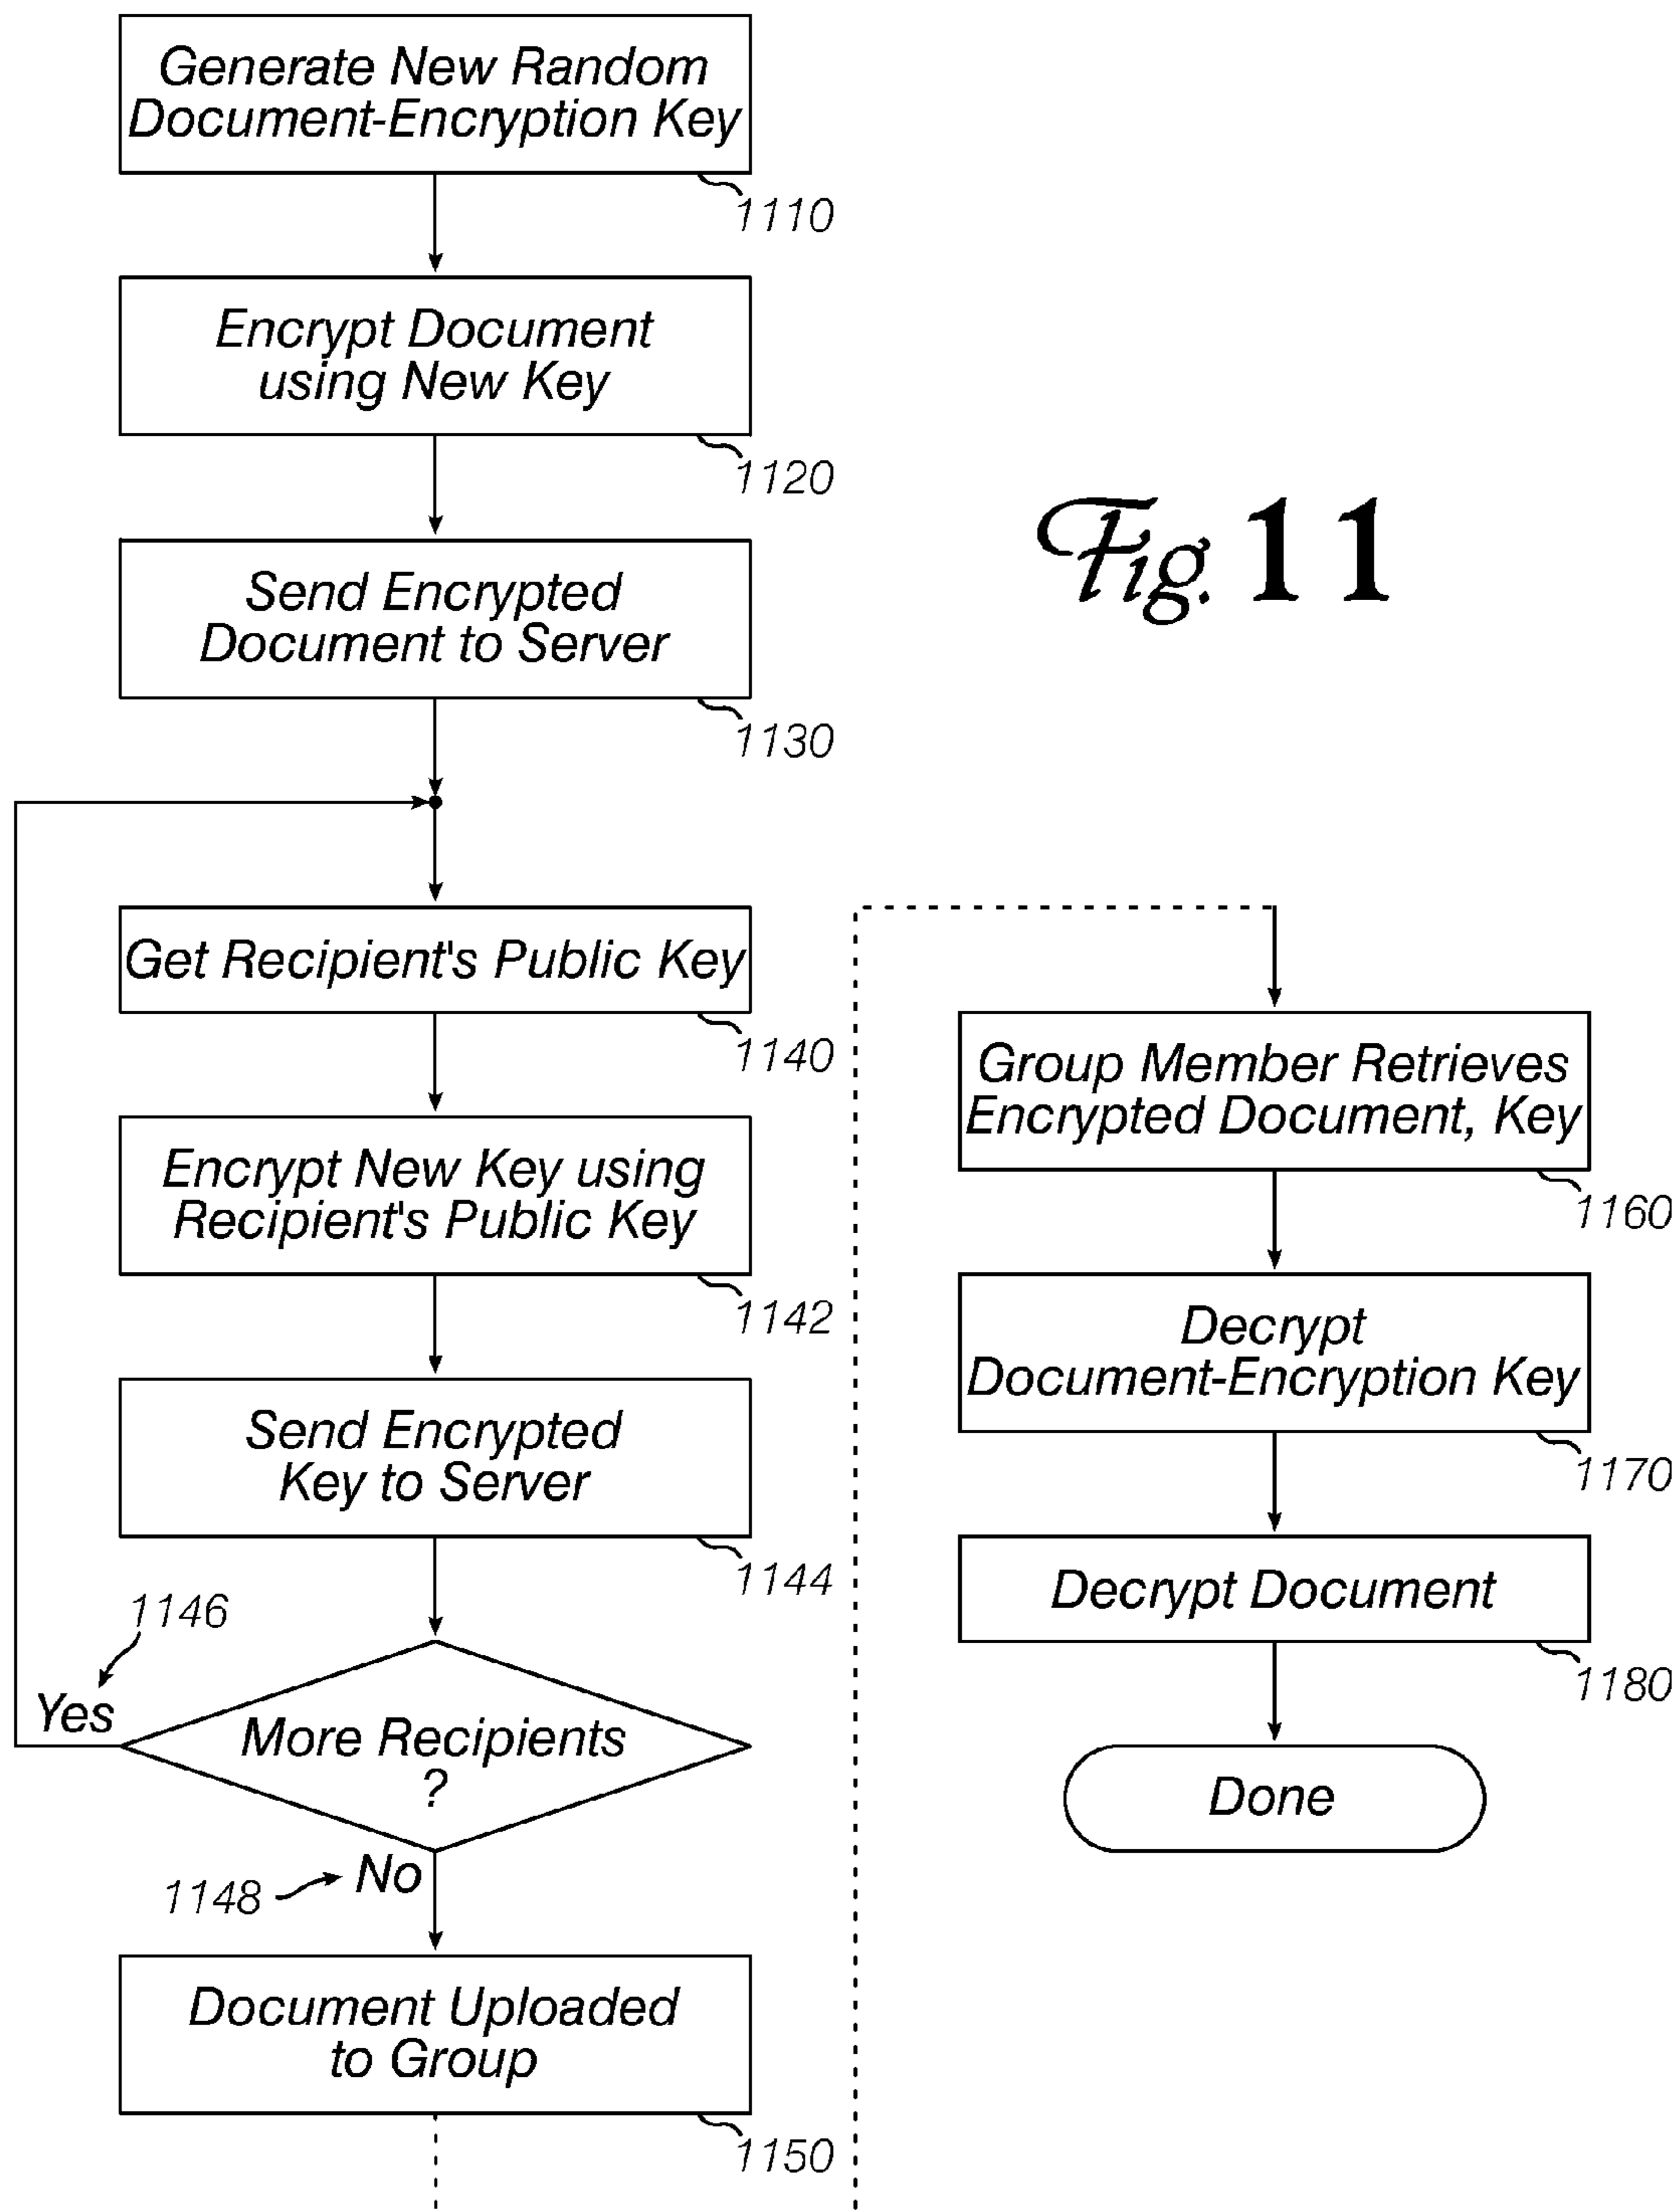 Generate New Random
Document-Encryption Key
1110
Encrypt Document
using New Key
1120
Fig. 11
Send Encrypted
Document to Server
1130
Get Recipient's Public Key
1140
Encrypt New Key using
Recipient's Public Key
1142
Send Encrypted
Key to Server
1144
1146
Yes
More Recipients
?
1148
No
Document Uploaded
to Group
1150
Group Member Retrieves
Encrypted Document, Key
1160
Decrypt
Document-Encryption Key
1170
Decrypt Document
1180
Done